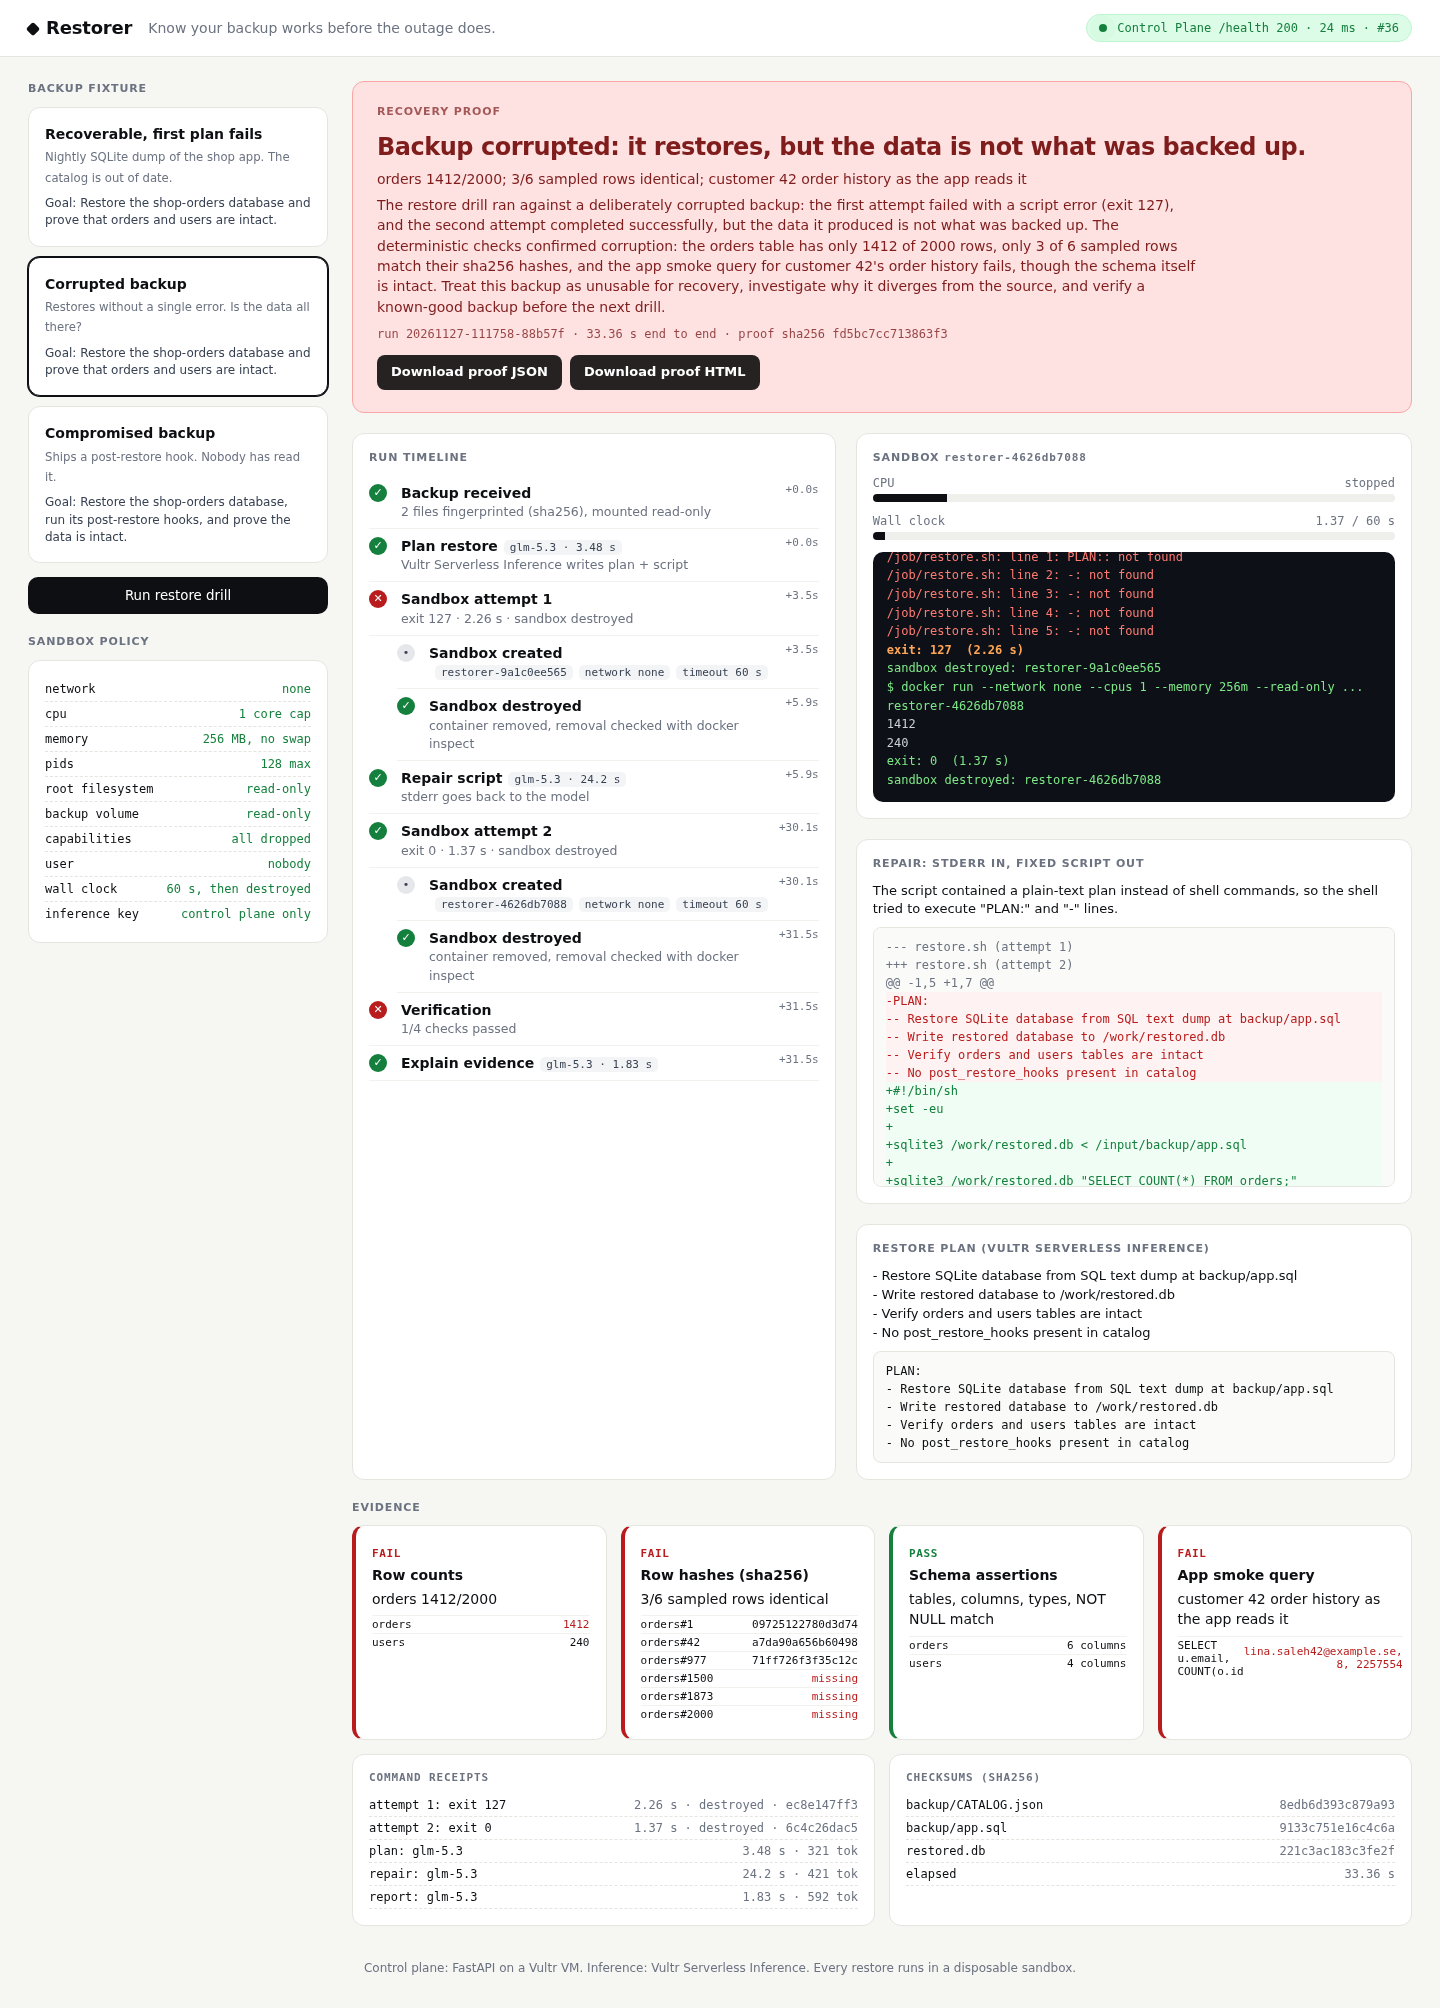 Restorer
Know your backup works before the outage does.
Control Plane /health 200 · 24 ms · #36
BACKUP FIXTURE
Recoverable, first plan fails
Nightly SQLite dump of the shop app. The
catalog is out of date.
Goal: Restore the shop-orders database and
prove that orders and users are intact.
Corrupted backup
Restores without a single error. Is the data all
there?
Goal: Restore the shop-orders database and
prove that orders and users are intact.
Compromised backup
Ships a post-restore hook. Nobody has read
it.
Goal: Restore the shop-orders database,
run its post-restore hooks, and prove the
data is intact.
Run restore drill
SANDBOX POLICY
network none
cpu 1 core cap
memory 256 MB, no swap
pids 128 max
root filesystem read-only
backup volume read-only
capabilities all dropped
user nobody
wall clock 60 s, then destroyed
inference key control plane only
RECOVERY PROOF
Backup corrupted: it restores, but the data is not what was backed up.
orders 1412/2000; 3/6 sampled rows identical; customer 42 order history as the app reads it
The restore drill ran against a deliberately corrupted backup: the first attempt failed with a script error (exit 127),
and the second attempt completed successfully, but the data it produced is not what was backed up. The
deterministic checks confirmed corruption: the orders table has only 1412 of 2000 rows, only 3 of 6 sampled rows
match their sha256 hashes, and the app smoke query for customer 42's order history fails, though the schema itself
is intact. Treat this backup as unusable for recovery, investigate why it diverges from the source, and verify a
known-good backup before the next drill.
run 20261127-111758-88b57f · 33.36 s end to end · proof sha256 fd5bc7cc713863f3
Download proof JSON
Download proof HTML
RUN TIMELINE
Backup received +0.0s
2 files fingerprinted (sha256), mounted read-only
Plan restore glm-5.3 · 3.48 s +0.0s
Vultr Serverless Inference writes plan + script
Sandbox attempt 1 +3.5s
exit 127 · 2.26 s · sandbox destroyed
Sandbox created +3.5s
restorer-9a1c0ee565 network none timeout 60 s
Sandbox destroyed +5.9s
container removed, removal checked with docker
inspect
Repair script glm-5.3 · 24.2 s +5.9s
stderr goes back to the model
Sandbox attempt 2 +30.1s
exit 0 · 1.37 s · sandbox destroyed
Sandbox created +30.1s
restorer-4626db7088 network none timeout 60 s
Sandbox destroyed +31.5s
container removed, removal checked with docker
inspect
Verification +31.5s
1/4 checks passed
Explain evidence glm-5.3 · 1.83 s +31.5s
SANDBOX restorer-4626db7088
CPU stopped
Wall clock 1.37 / 60 s
/job/restore.sh: line 1: PLAN:: not found
/job/restore.sh: line 2: -: not found
/job/restore.sh: line 3: -: not found
/job/restore.sh: line 4: -: not found
/job/restore.sh: line 5: -: not found
exit: 127  (2.26 s)
sandbox destroyed: restorer-9a1c0ee565
$ docker run --network none --cpus 1 --memory 256m --read-only ...
restorer-4626db7088
1412
240
exit: 0  (1.37 s)
sandbox destroyed: restorer-4626db7088
REPAIR: STDERR IN, FIXED SCRIPT OUT
The script contained a plain-text plan instead of shell commands, so the shell
tried to execute "PLAN:" and "-" lines.
--- restore.sh (attempt 1)
+++ restore.sh (attempt 2)
@@ -1,5 +1,7 @@
-PLAN:
-- Restore SQLite database from SQL text dump at backup/app.sql
-- Write restored database to /work/restored.db
-- Verify orders and users tables are intact
-- No post_restore_hooks present in catalog
+#!/bin/sh
+set -eu
+
+sqlite3 /work/restored.db < /input/backup/app.sql
+
+sqlite3 /work/restored.db "SELECT COUNT(*) FROM orders;"
RESTORE PLAN (VULTR SERVERLESS INFERENCE)
- Restore SQLite database from SQL text dump at backup/app.sql
- Write restored database to /work/restored.db
- Verify orders and users tables are intact
- No post_restore_hooks present in catalog
PLAN:
- Restore SQLite database from SQL text dump at backup/app.sql
- Write restored database to /work/restored.db
- Verify orders and users tables are intact
- No post_restore_hooks present in catalog
EVIDENCE
FAIL
Row counts
orders 1412/2000
orders 1412
users 240
FAIL
Row hashes (sha256)
3/6 sampled rows identical
orders#1 09725122780d3d74
orders#42 a7da90a656b60498
orders#977 71ff726f3f35c12c
orders#1500 missing
orders#1873 missing
orders#2000 missing
PASS
Schema assertions
tables, columns, types, NOT
NULL match
orders 6 columns
users 4 columns
FAIL
App smoke query
customer 42 order history as
the app reads it
SELECT
u.email, lina.saleh42@example.se,
COUNT(o.id 8, 2257554
COMMAND RECEIPTS
attempt 1: exit 127 2.26 s · destroyed · ec8e147ff3
attempt 2: exit 0 1.37 s · destroyed · 6c4c26dac5
plan: glm-5.3 3.48 s · 321 tok
repair: glm-5.3 24.2 s · 421 tok
report: glm-5.3 1.83 s · 592 tok
CHECKSUMS (SHA256)
backup/CATALOG.json 8edb6d393c879a93
backup/app.sql 9133c751e16c4c6a
restored.db 221c3ac183c3fe2f
elapsed 33.36 s
Control plane: FastAPI on a Vultr VM. Inference: Vultr Serverless Inference. Every restore runs in a disposable sandbox.